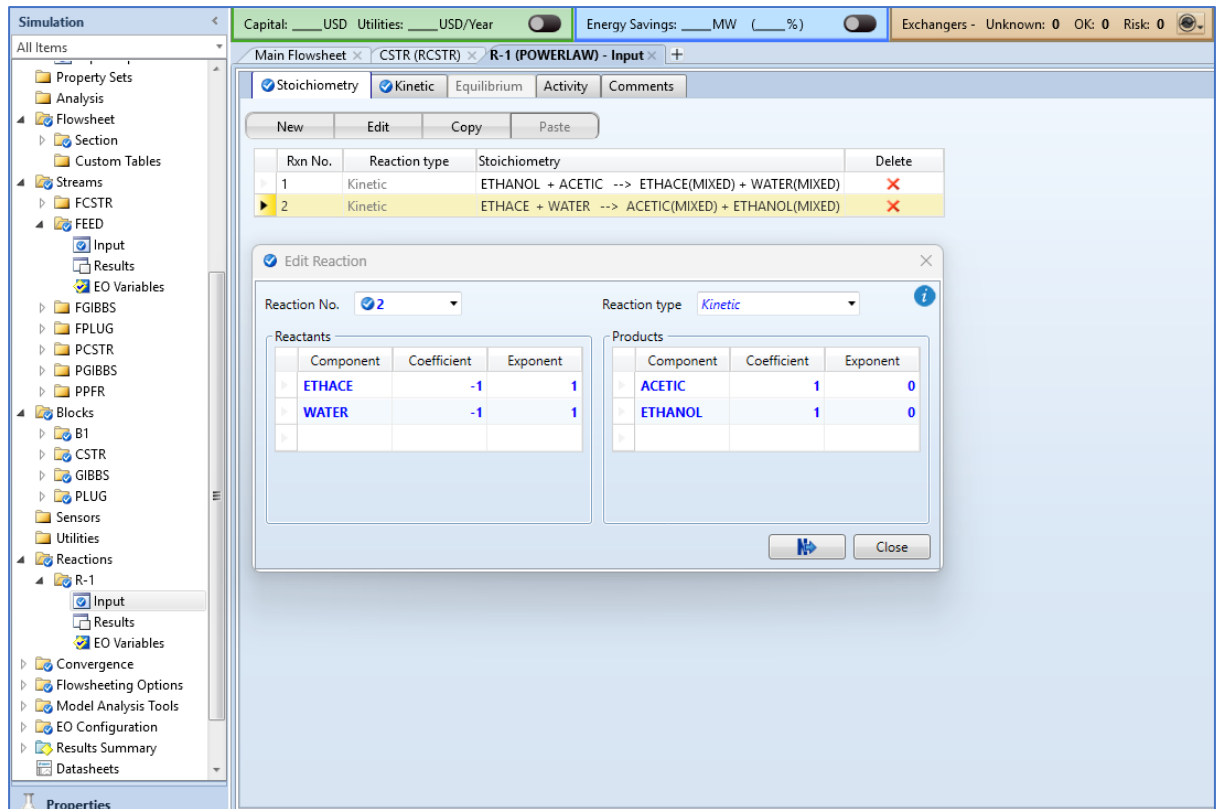 Simulation <
Capital: ____USD Utilities: ____USD/Year
Energy Savings: ____MW (____%)
Exchangers - Unknown: 0 OK: 0 Risk: 0
All Items
Property Sets
Analysis
Flowsheet
Section
Custom Tables
Streams
FCSTR
FEED
Input
Results
EO Variables
FGIBBS
FPLUG
PCSTR
PGIBBS
PPFR
Blocks
B1
CSTR
GIBBS
PLUG
Sensors
Utilities
Reactions
R-1
Input
Results
EO Variables
Convergence
Flowsheeting Options
Model Analysis Tools
EO Configuration
Results Summary
Datasheets
Properties
Main Flowsheet × CSTR (RCSTR) × R-1 (POWERLAW) - Input × +
Stoichiometry Kinetic Equilibrium Activity Comments
New Edit Copy Paste
Rxn No. Reaction type Stoichiometry Delete
1 Kinetic ETHANOL + ACETIC --> ETHACE(MIXED) + WATER(MIXED)
2 Kinetic ETHACE + WATER --> ACETIC(MIXED) + ETHANOL(MIXED)
Edit Reaction
Reaction No. 2 Reaction type Kinetic
Reactants Products
Component Coefficient Exponent Component Coefficient Exponent
ETHACE -1 1 ACETIC 1 0
WATER -1 1 ETHANOL 1 0
N Close